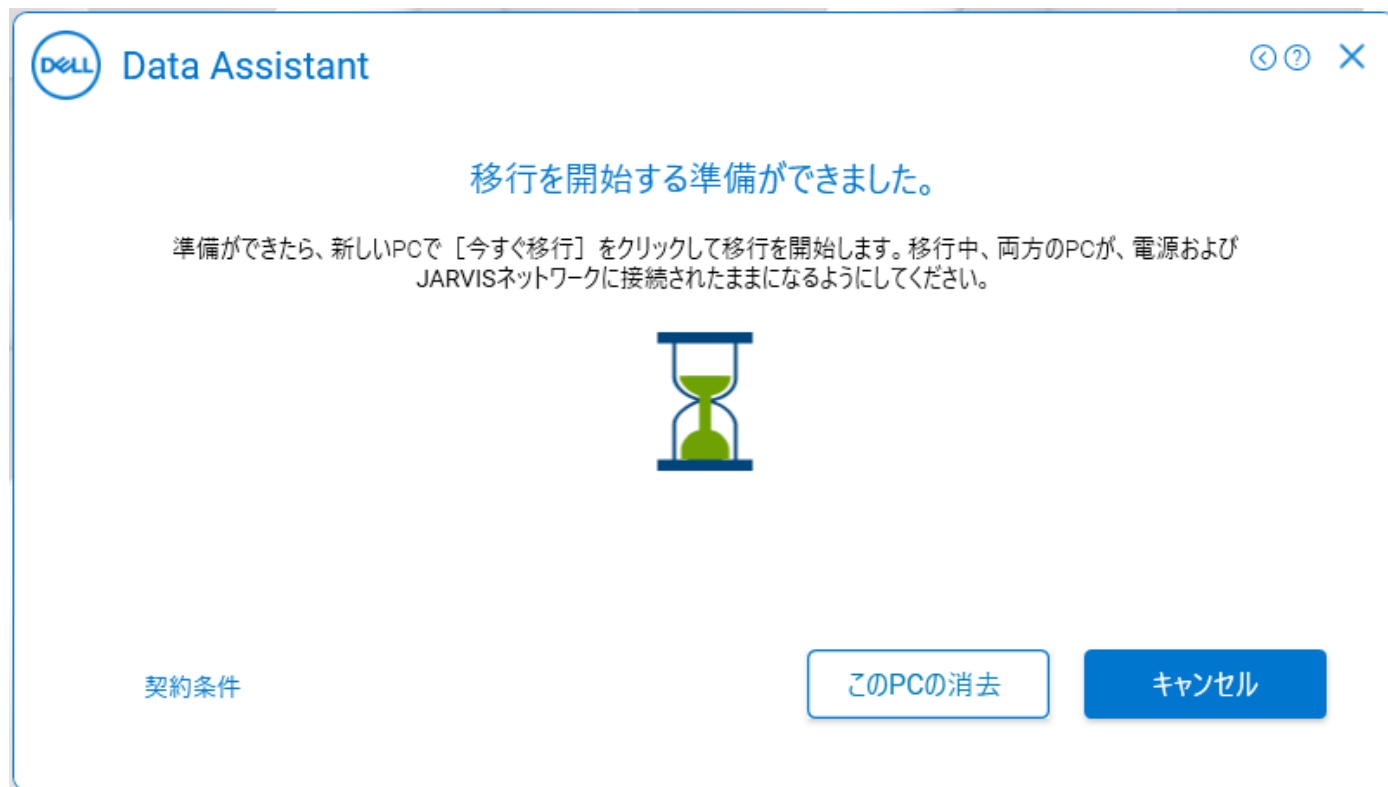 DELL
Data Assistant
移行を開始する準備ができました。
準備ができたら、新しいPCで［今すぐ移行］をクリックして移行を開始します。移行中、両方のPCが、電源および
JARVISネットワークに接続されたままになるようにしてください。
契約条件
このPCの消去
キャンセル